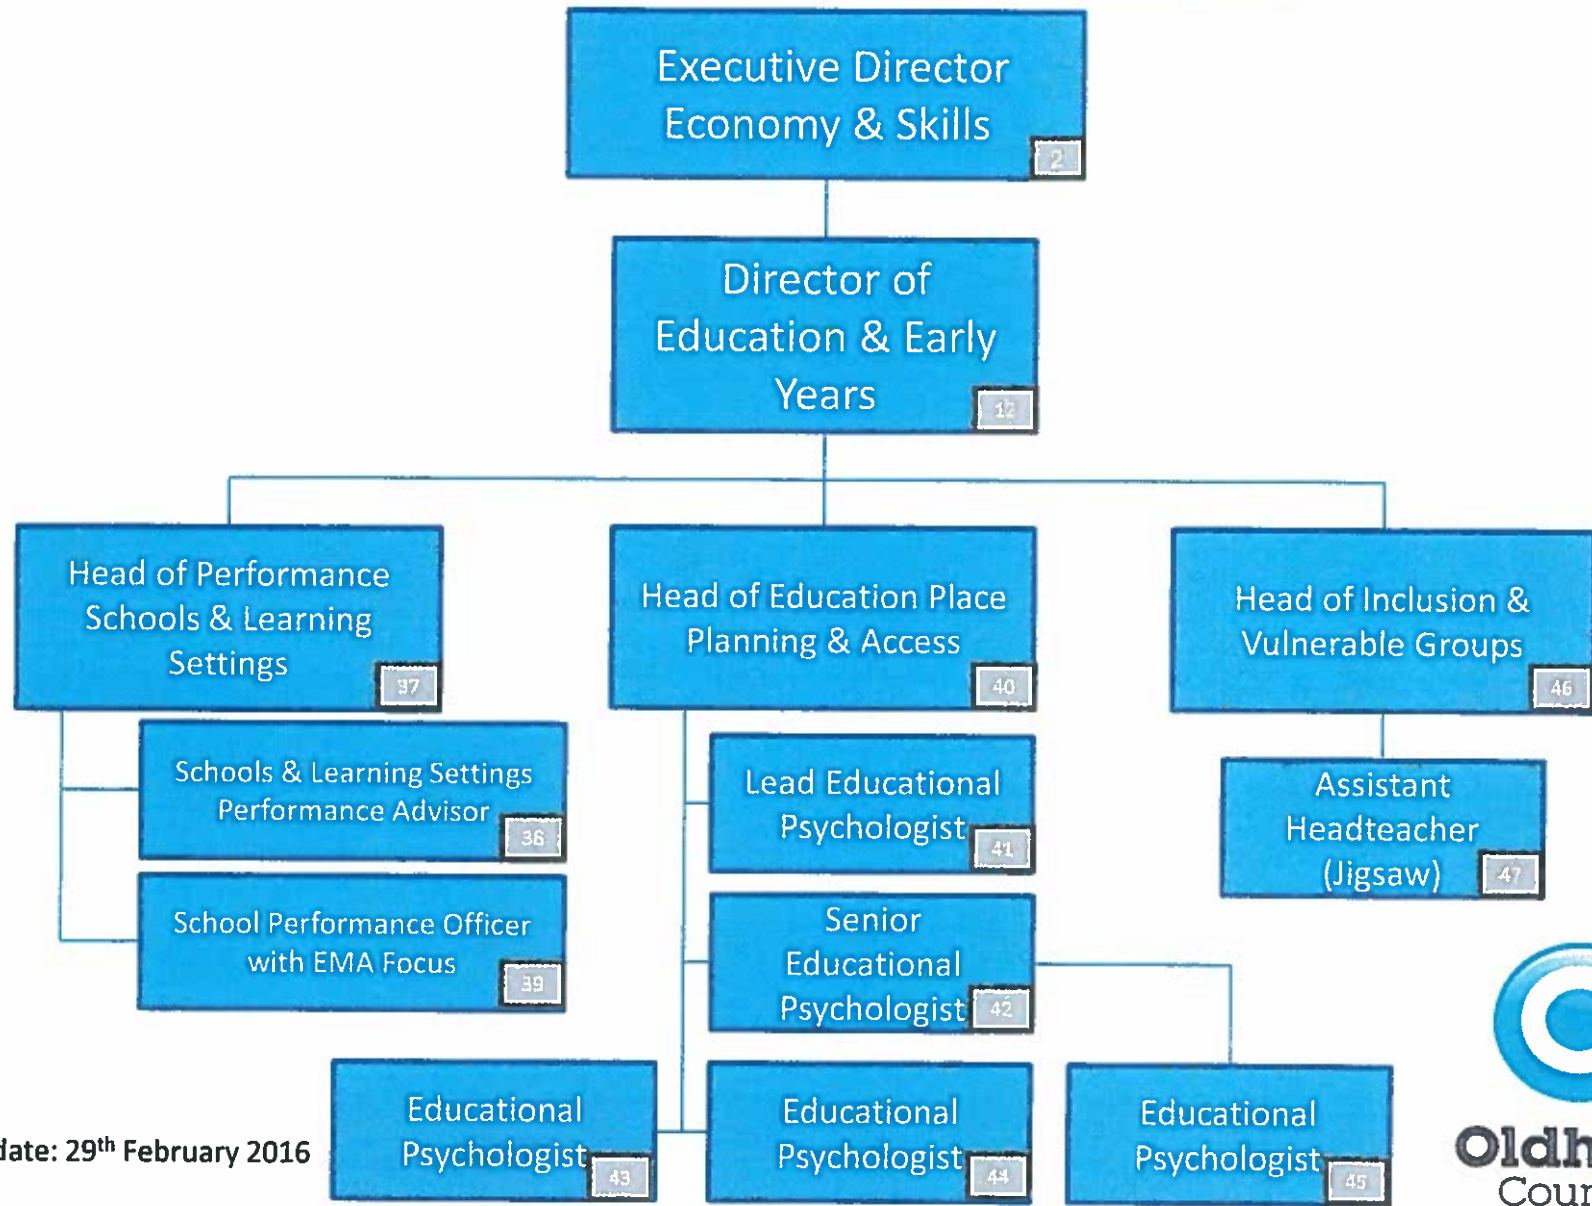 Executive Director
Economy & Skills
2
Director of
Education & Early
Years
12
Head of Performance
Schools & Learning
Settings
37
Head of Education Place
Planning & Access
40
Head of Inclusion &
Vulnerable Groups
46
Schools & Learning Settings
Performance Advisor
38
School Performance Officer
with EMA Focus
39
Lead Educational
Psychologist
41
Senior
Educational
Psychologist
42
Assistant
Headteacher
(Jigsaw)
47
Educational
Psychologist
43
Educational
Psychologist
44
Educational
Psychologist
45
date: 29th February 2016
Oldh
Coun